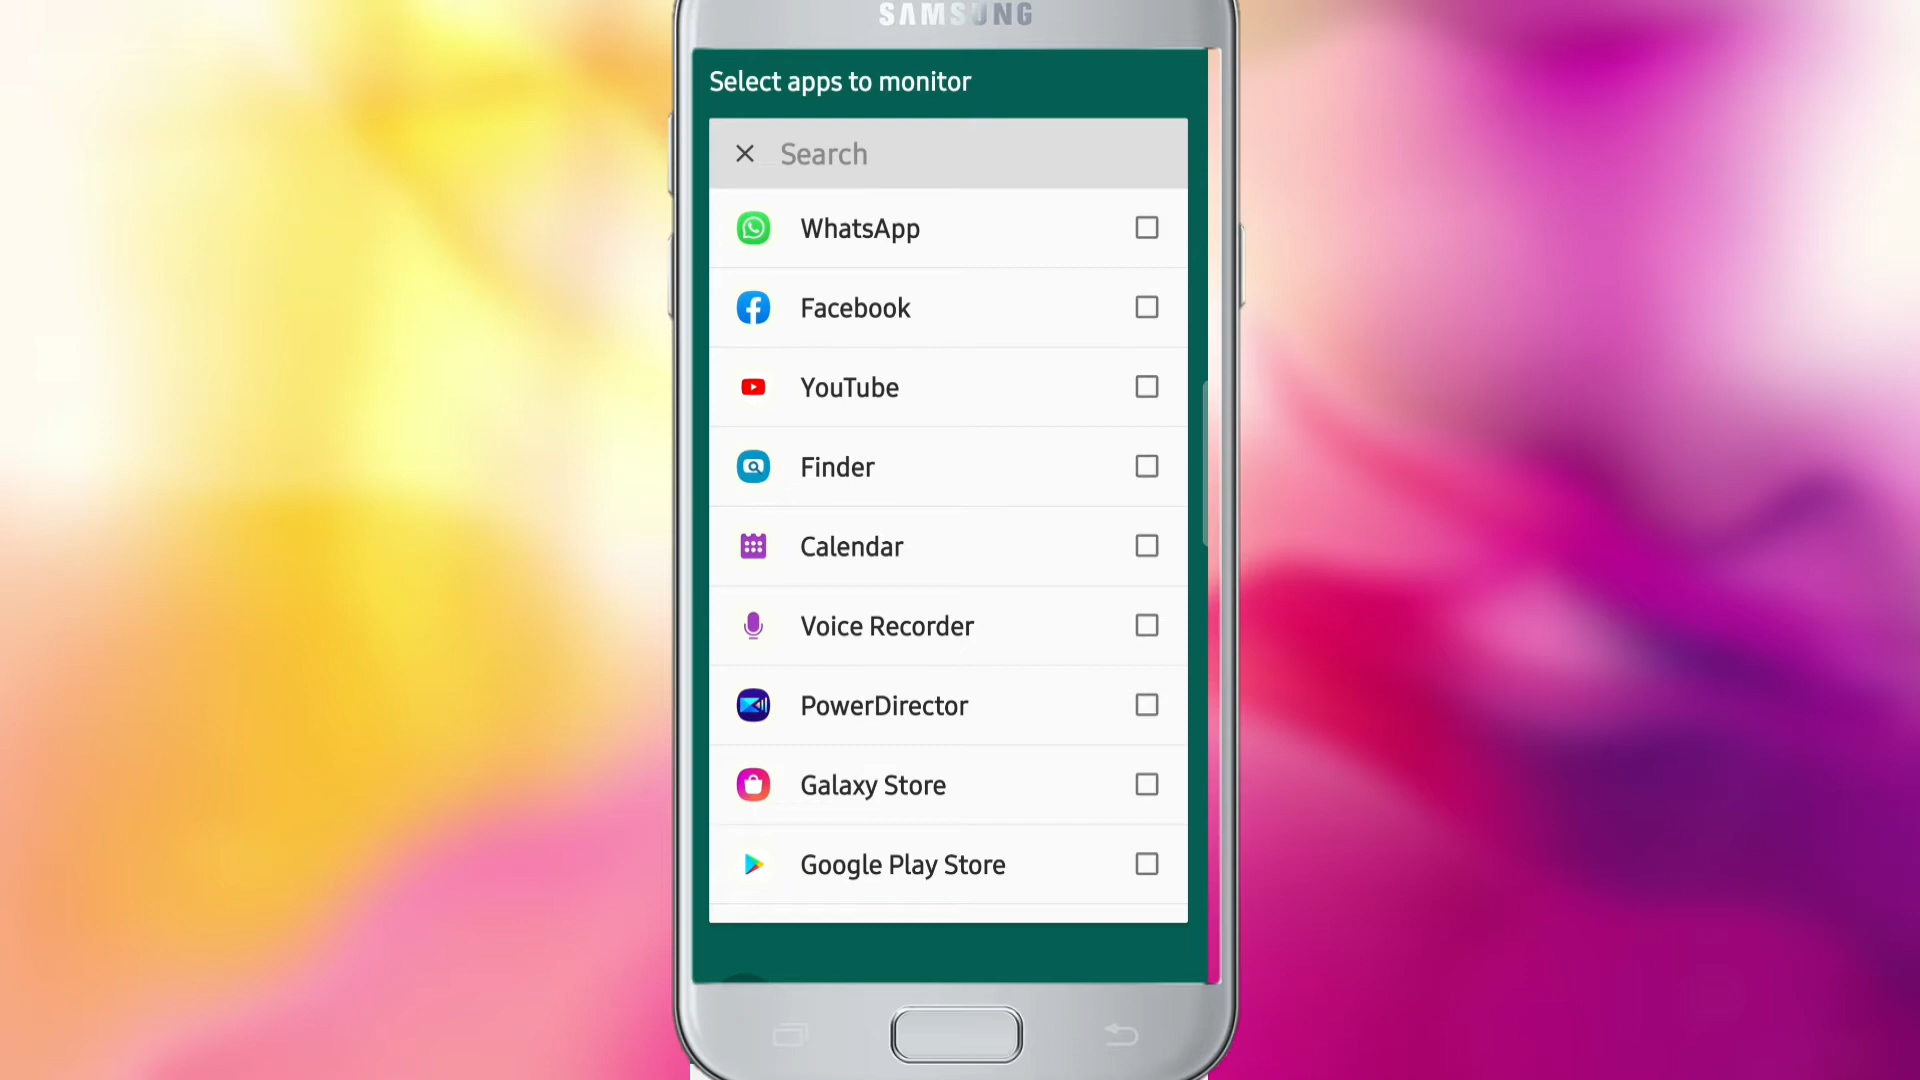 SAMSUNG
Select apps to monitor
Search
WhatsApp
Facebook
YouTube
Finder
Calendar
Voice Recorder
PowerDirector
Galaxy Store
Google Play Store